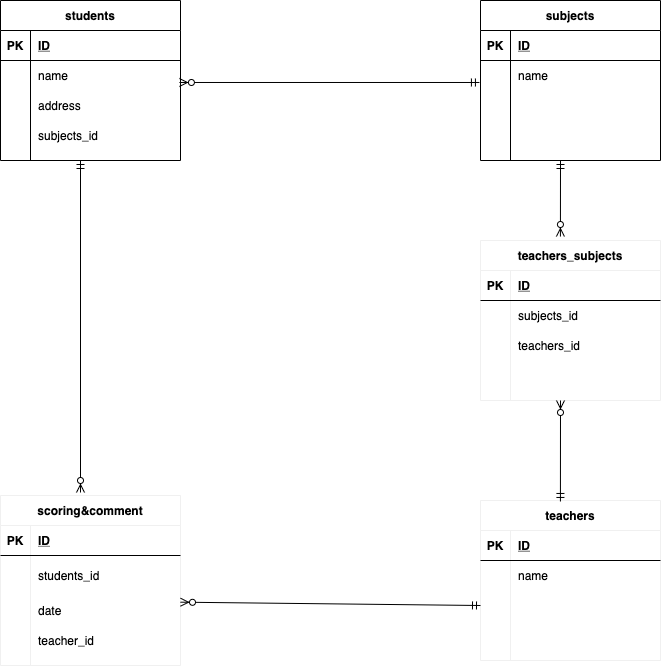 students
PK ID
name
address
subjects_id
subjects
PK ID
name
teachers_subjects
PK ID
subjects_id
teachers_id
scoring&comment
PK ID
students_id
date
teacher_id
teachers
PK ID
name